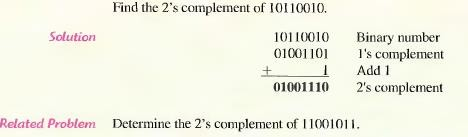 Find the 2's complement of 10110010.
Solution 10110010 Binary number
01001101 1's complement
+ 1 Add 1
01001110 2's complement
Related Problem Determine the 2's complement of 11001011.